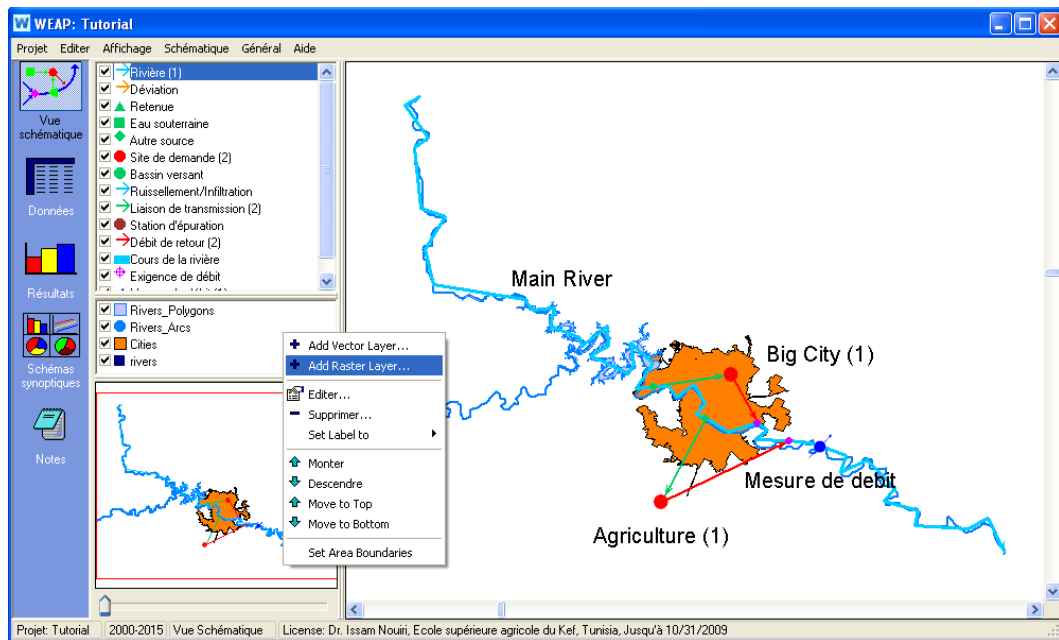 WEAP: Tutorial
Projet Editer Affichage Schématique Général Aide
Vue schématique
Données
Résultats
Schémas synoptiques
Notes
Rivière (1)
Déviation
Retenue
Eau souterraine
Autre source
Site de demande (2)
Bassin versant
Ruissellement/Infiltration
Liaison de transmission (2)
Station d'épuration
Débit de retour (2)
Cours de la rivière
Exigence de débit
Rivers_Polygons
Rivers_Arcs
Cities
rivers
Add Vector Layer...
Add Raster Layer...
Editer...
Supprimer...
Set Label to
Monter
Descendre
Move to Top
Move to Bottom
Set Area Boundaries
Main River
Big City (1)
Mesure de debit
Agriculture (1)
Projet: Tutorial 2000-2015 Vue Schématique License: Dr. Issam Nouiri, Ecole supérieure agricole du Kef, Tunisia, Jusqu'à 10/31/2009